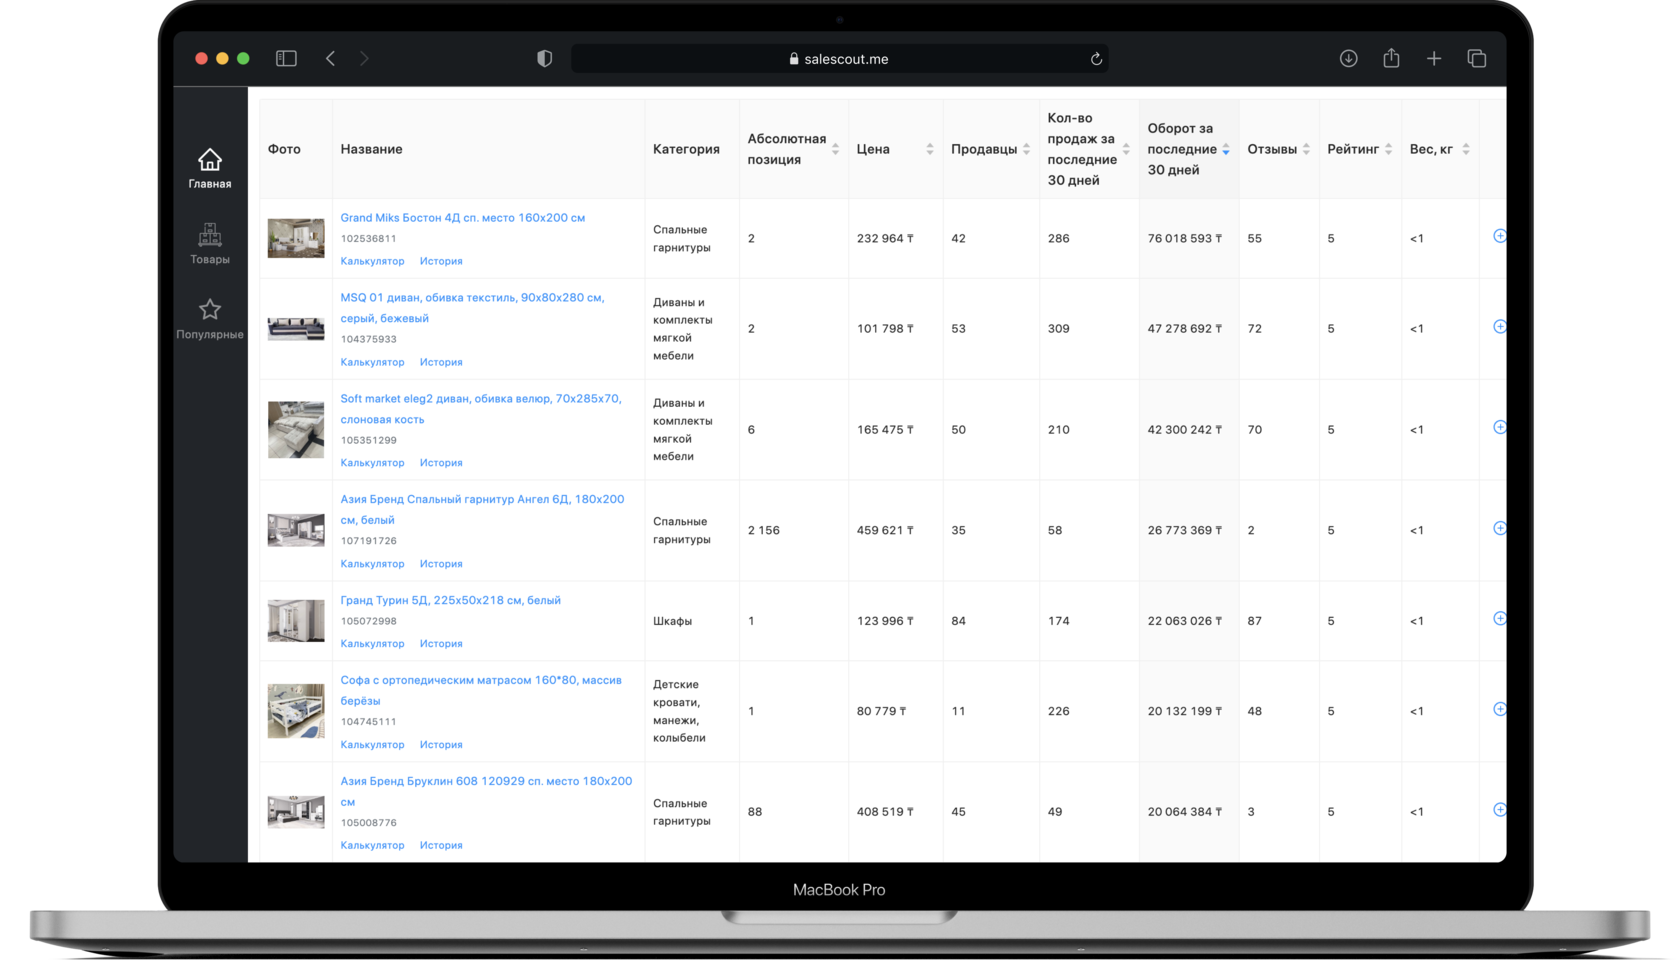 salescout.me
Главная
Товары
Популярные
Фото
Название
Категория
Абсолютная
позиция
Цена
Продавцы
Кол-во
продаж за
последние
30 дней
Оборот за
последние
30 дней
Отзывы
Рейтинг
Вес, кг
Grand Miks Бостон 4Д сп. место 160х200 см
102536811
Калькулятор История
Спальные
гарнитуры
2
232 964 ₸
42
286
76 018 593 ₸
55
5
<1
MSQ 01 диван, обивка текстиль, 90х80х280 см,
серый, бежевый
104375933
Калькулятор История
Диваны и
комплекты
мягкой
мебели
2
101 798 ₸
53
309
47 278 692 ₸
72
5
<1
Soft market eleg2 диван, обивка велюр, 70х285х70,
слоновая кость
105351299
Калькулятор История
Диваны и
комплекты
мягкой
мебели
6
165 475 ₸
50
210
42 300 242 ₸
70
5
<1
Азия Бренд Спальный гарнитур Ангел 6Д, 180х200
см, белый
107191726
Калькулятор История
Спальные
гарнитуры
2 156
459 621 ₸
35
58
26 773 369 ₸
2
5
<1
Гранд Турин 5Д, 225х50х218 см, белый
105072998
Калькулятор История
Шкафы
1
123 996 ₸
84
174
22 063 026 ₸
87
5
<1
Софа с ортопедическим матрасом 160*80, массив
берёзы
104745111
Калькулятор История
Детские
кровати,
манежи,
колыбели
1
80 779 ₸
11
226
20 132 199 ₸
48
5
<1
Азия Бренд Бруклин 608 120929 сп. место 180х200
см
105008776
Калькулятор История
Спальные
гарнитуры
88
408 519 ₸
45
49
20 064 384 ₸
3
5
<1
MacBook Pro